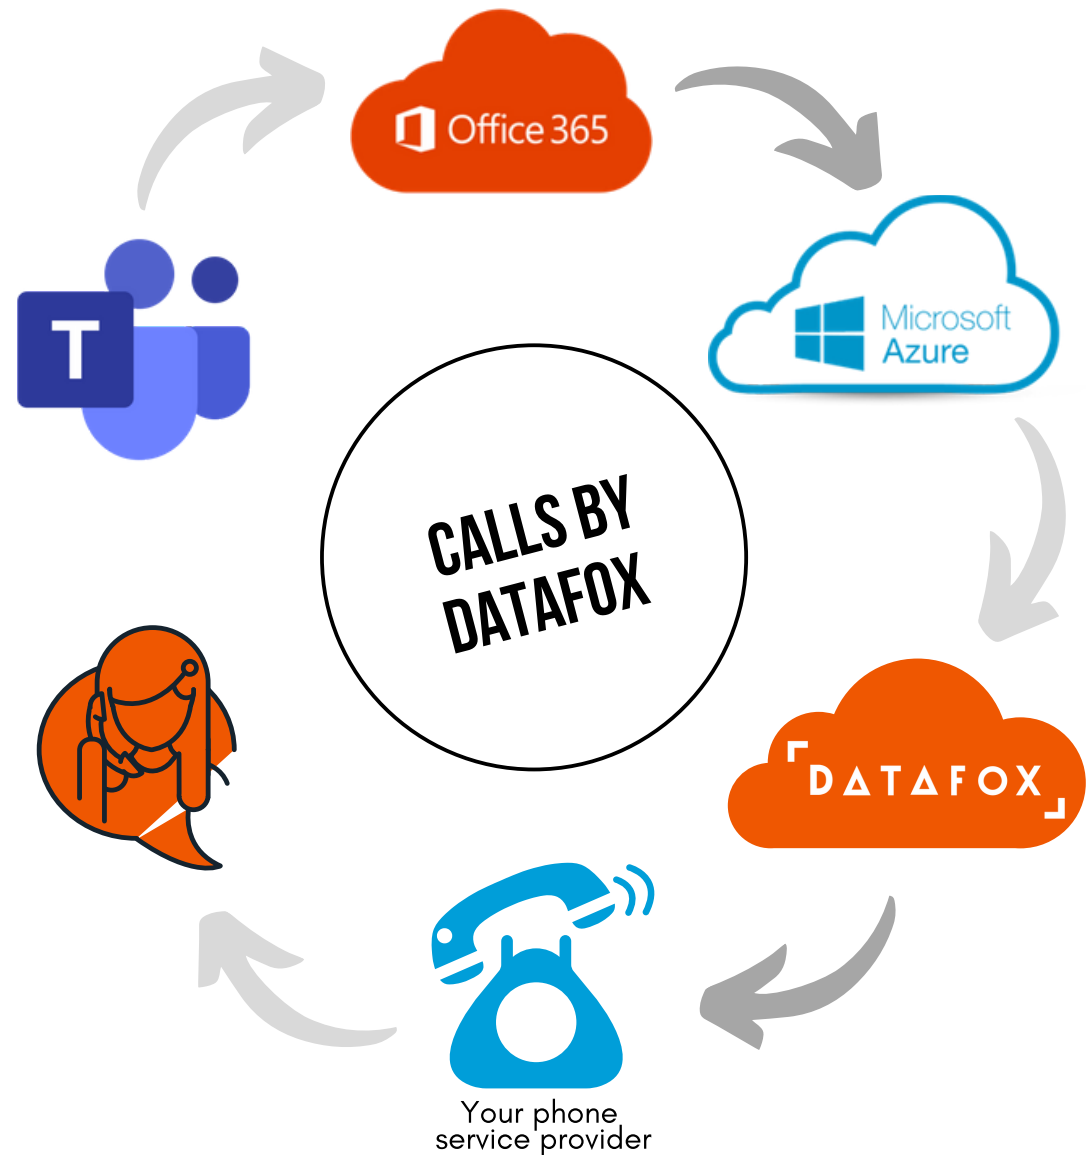 Office 365
T
Microsoft
Azure
CALLS BY
DATAFOX
DATAFOX
Your phone
service provider